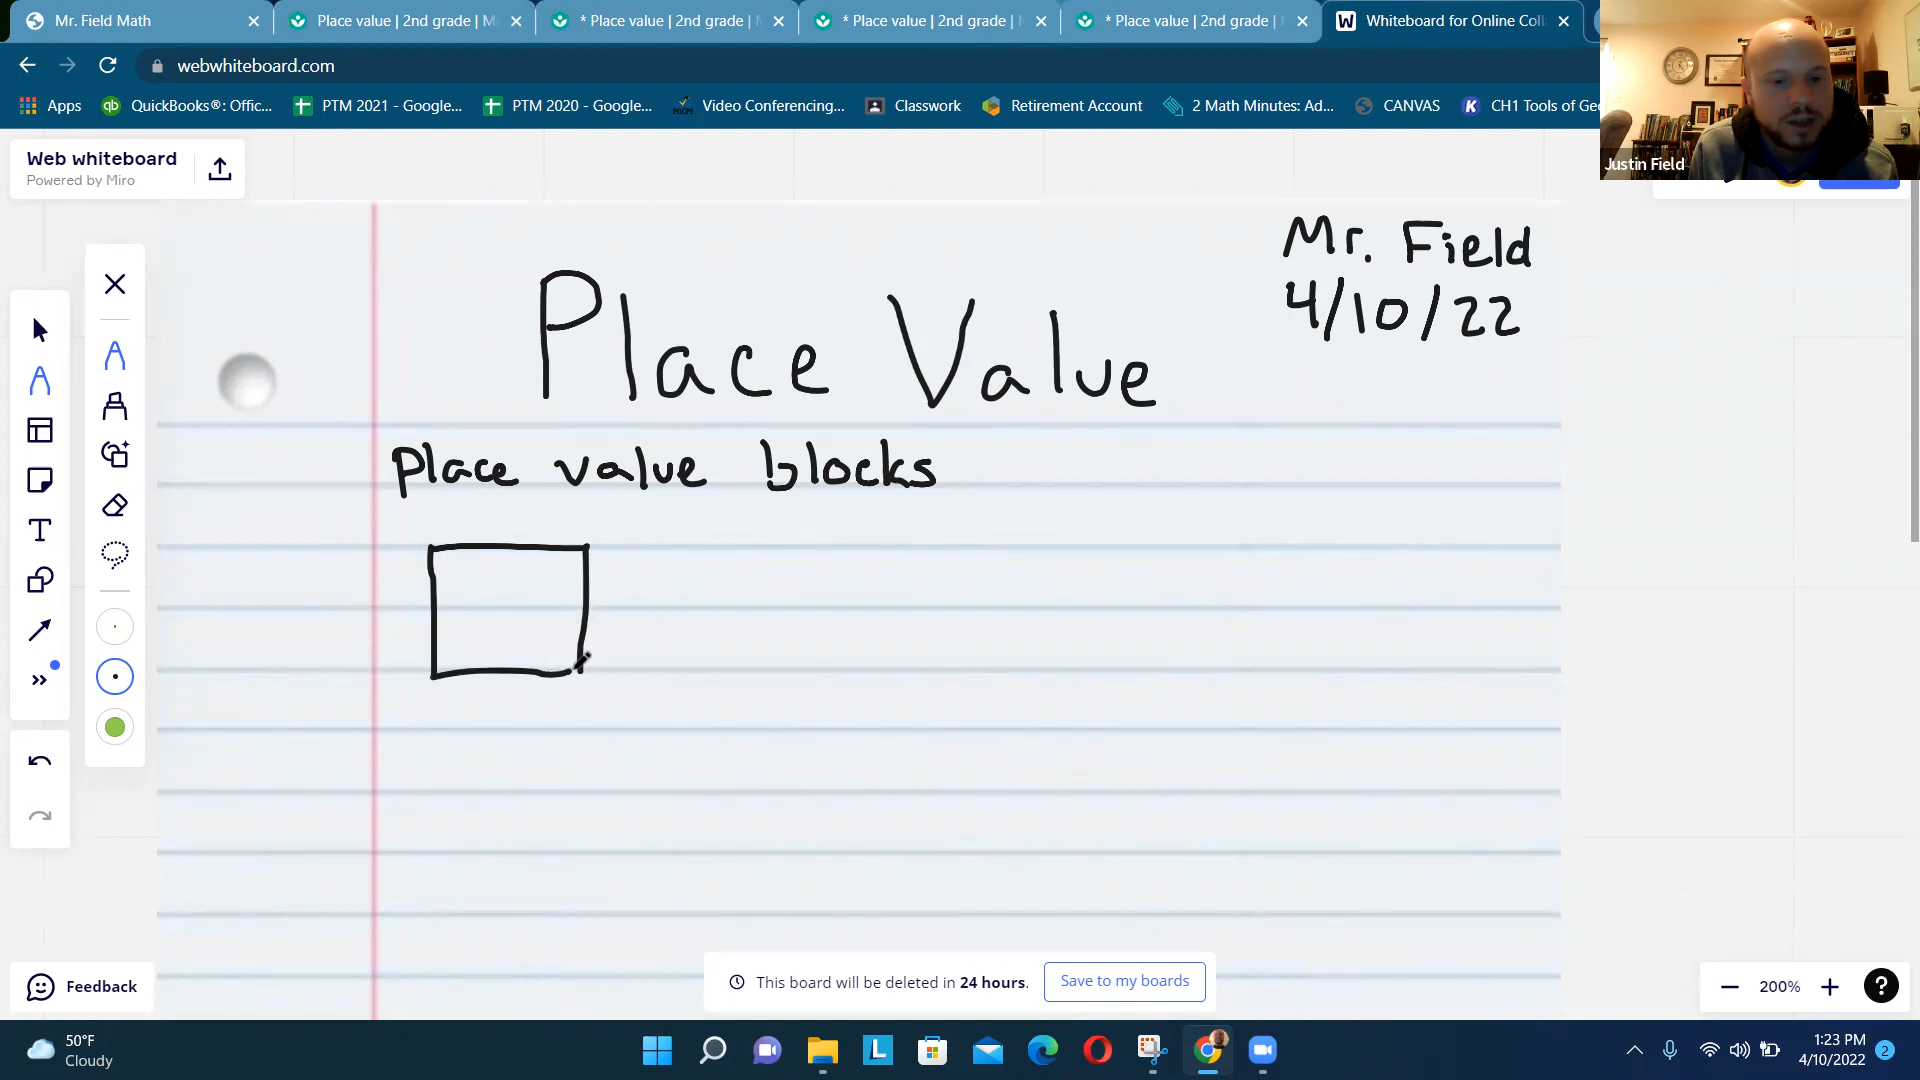 Mr. Field Math
Place value | 2nd grade | M
* Place value | 2nd grade |
* Place value | 2nd grade |
* Place value | 2nd grade |
Whiteboard for Online Coll
webwhiteboard.com
Apps
QuickBooks®: Offic...
PTM 2021 - Google...
PTM 2020 - Google...
Video Conferencing...
Classwork
Retirement Account
2 Math Minutes: Ad...
CANVAS
CH1 Tools of Geo
Justin Field
Web whiteboard
Powered by Miro
Mr. Field
4/10/22
Place Value
place value blocks
This board will be deleted in 24 hours.
Save to my boards
Feedback
200%
50°F
Cloudy
1:23 PM
4/10/2022
2